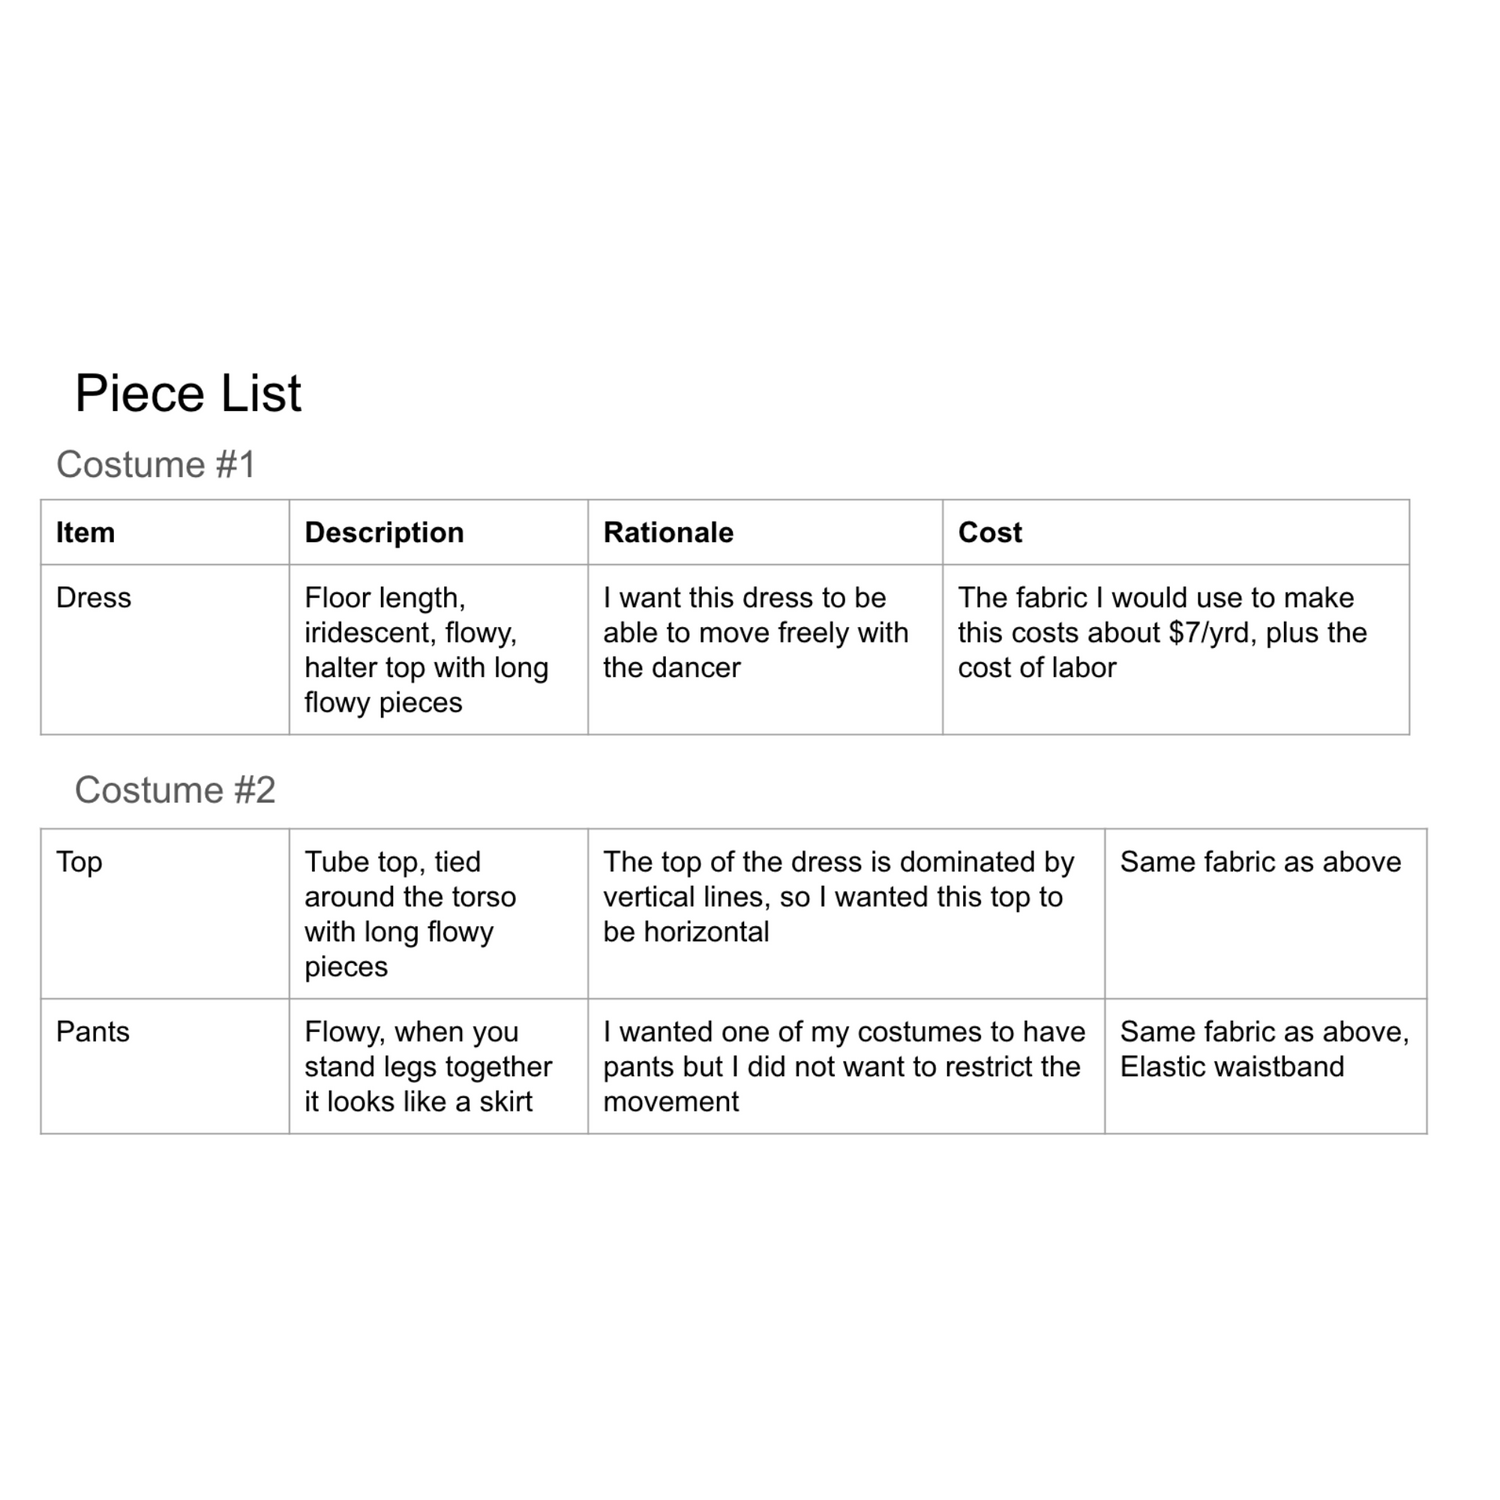 Piece List
Costume #1
Item Description Rationale Cost
Dress
Floor length,
iridescent, flowy,
halter top with long
flowy pieces
I want this dress to be
able to move freely with
the dancer
The fabric I would use to make
this costs about $7/yrd, plus the
cost of labor
Costume #2
Top
Tube top, tied
around the torso
with long flowy
pieces
The top of the dress is dominated by
vertical lines, so I wanted this top to
be horizontal
Same fabric as above
Pants
Flowy, when you
stand legs together
it looks like a skirt
I wanted one of my costumes to have
pants but I did not want to restrict the
movement
Same fabric as above,
Elastic waistband